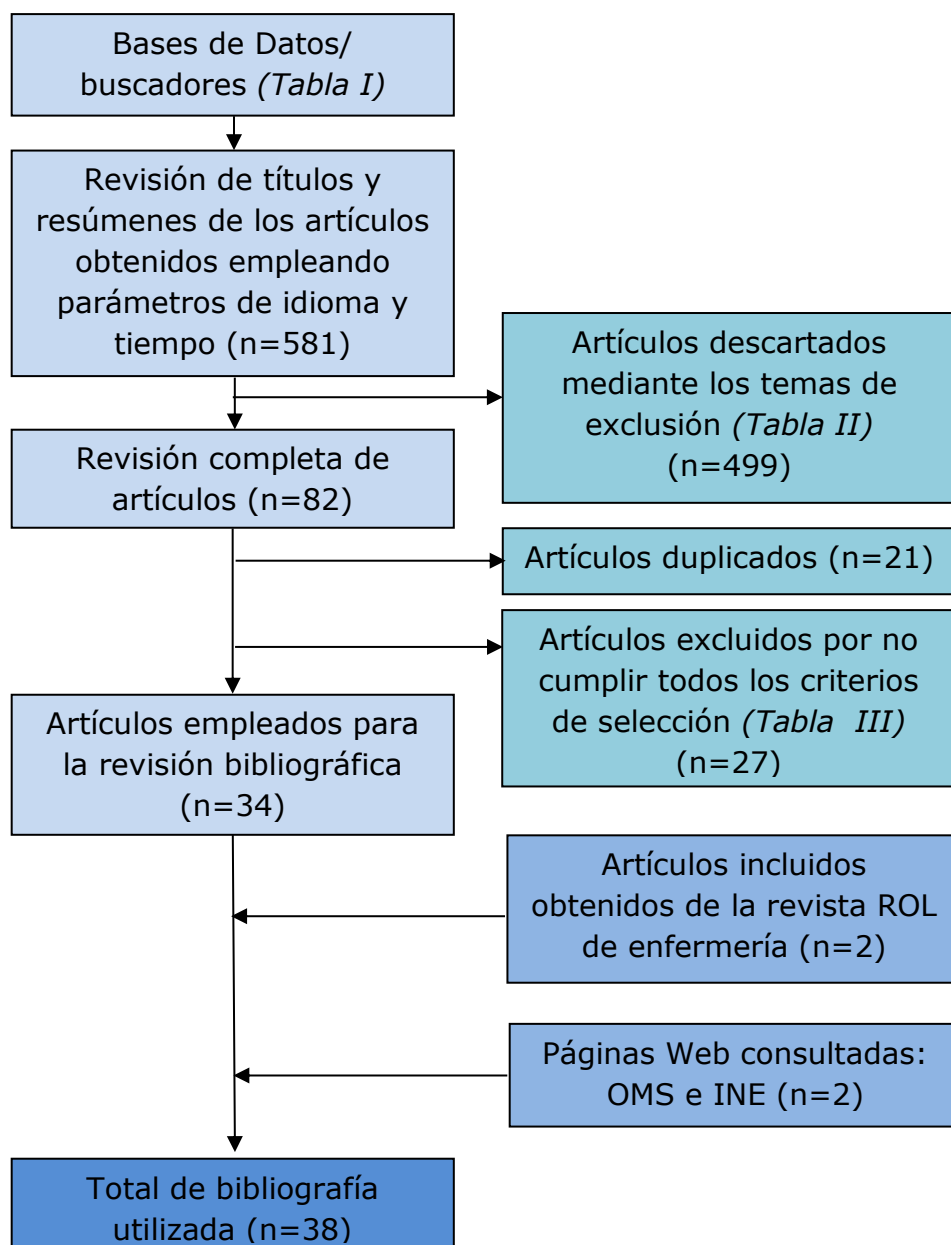 Bases de Datos/
buscadores (Tabla I)
Revisión de títulos y
resúmenes de los artículos
obtenidos empleando
parámetros de idioma y
tiempo (n=581)
Artículos descartados
mediante los temas de
exclusión (Tabla II)
(n=499)
Revisión completa de
artículos (n=82)
Artículos duplicados (n=21)
Artículos excluidos por no
cumplir todos los criterios
de selección (Tabla III)
(n=27)
Artículos empleados para
la revisión bibliográfica
(n=34)
Artículos incluidos
obtenidos de la revista ROL
de enfermería (n=2)
Páginas Web consultadas:
OMS e INE (n=2)
Total de bibliografía
utilizada (n=38)